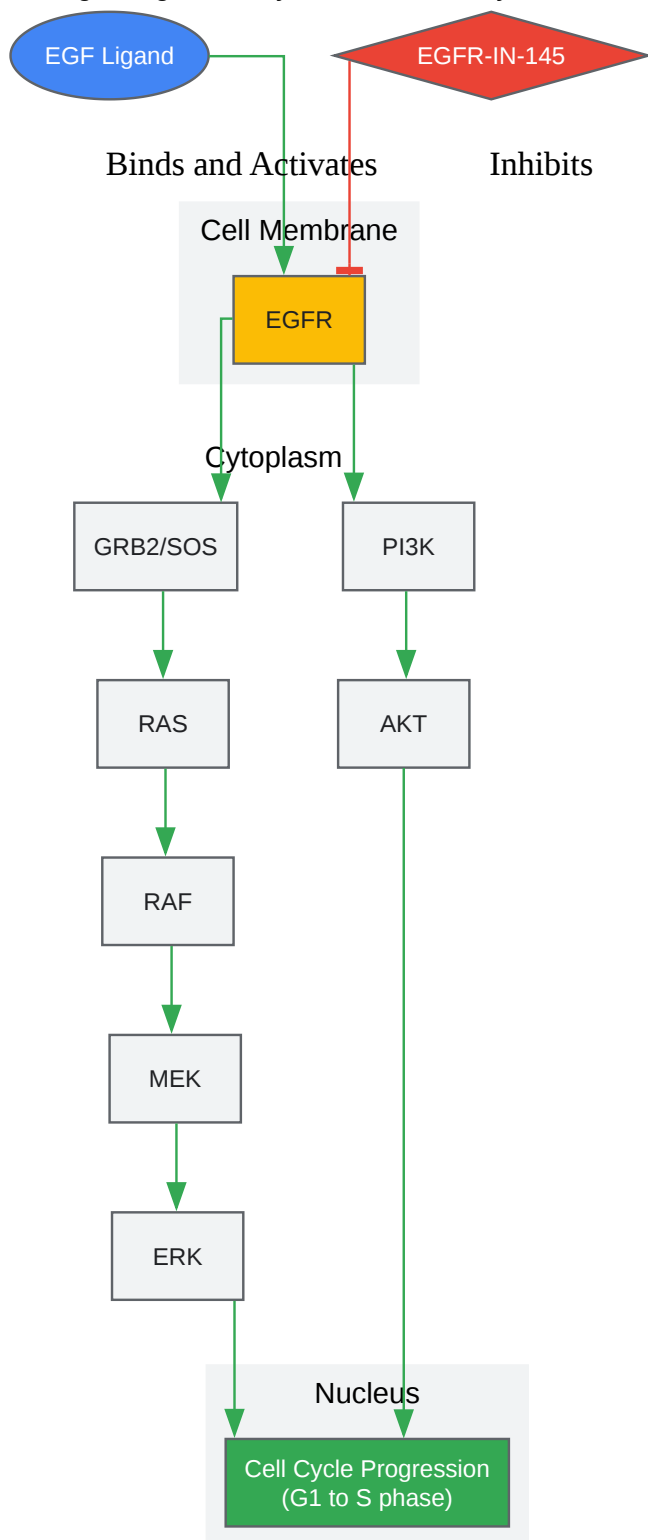 EGF Ligand
EGFR-IN-145
Binds and Activates
Inhibits
Cell Membrane
EGFR
Cytoplasm
GRB2/SOS
PI3K
RAS
AKT
RAF
MEK
ERK
Nucleus
Cell Cycle Progression
(G1 to S phase)